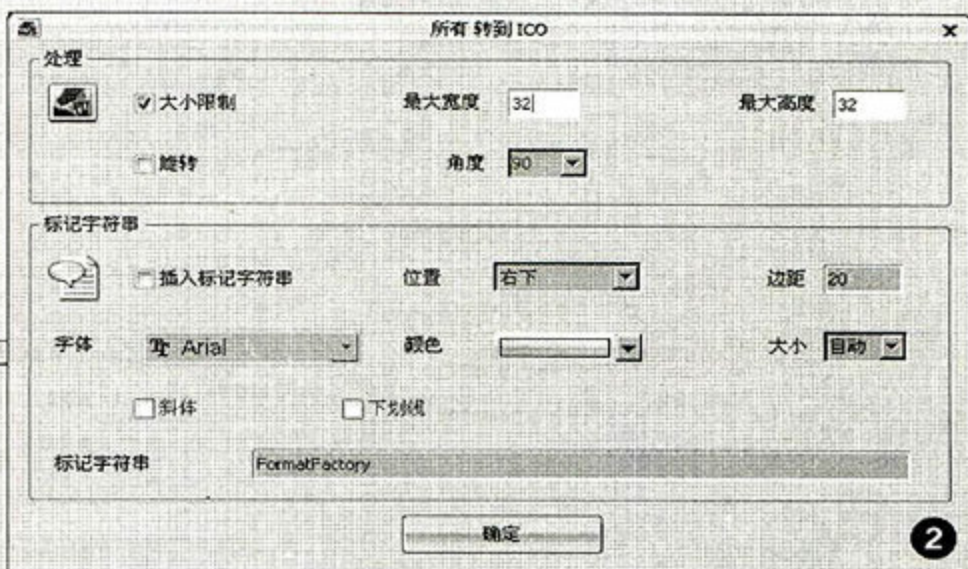 所有 转到 ICO
处理
大小限制 最大宽度 32 最大高度 32
旋转 角度 90
标记字符串
插入标记字符串 位置 右下 边距 20
字体 Arial 颜色 大小 自动
斜体 下划线
标记字符串 FormatFactory
确定
2